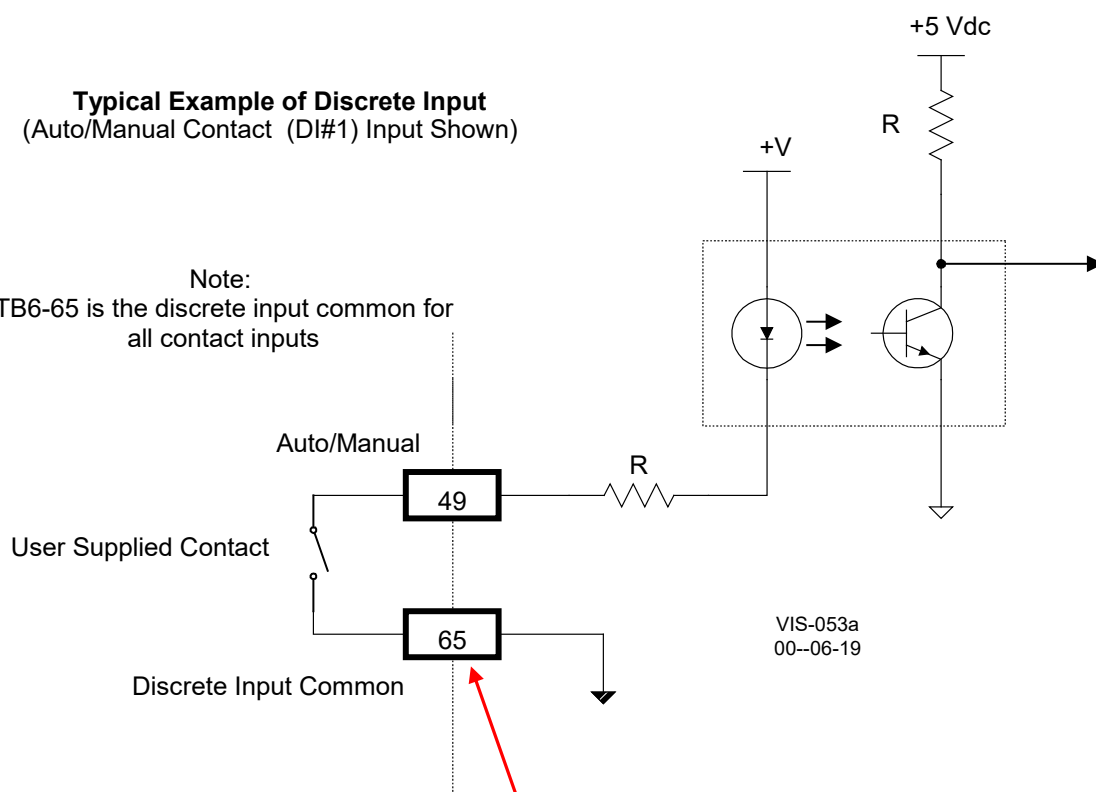 +5 Vdc
Typical Example of Discrete Input
(Auto/Manual Contact (DI#1) Input Shown)
R
+V
Note:
TB6-65 is the discrete input common for
all contact inputs
Auto/Manual
R
49
User Supplied Contact
65
VIS-053a
00--06-19
Discrete Input Common